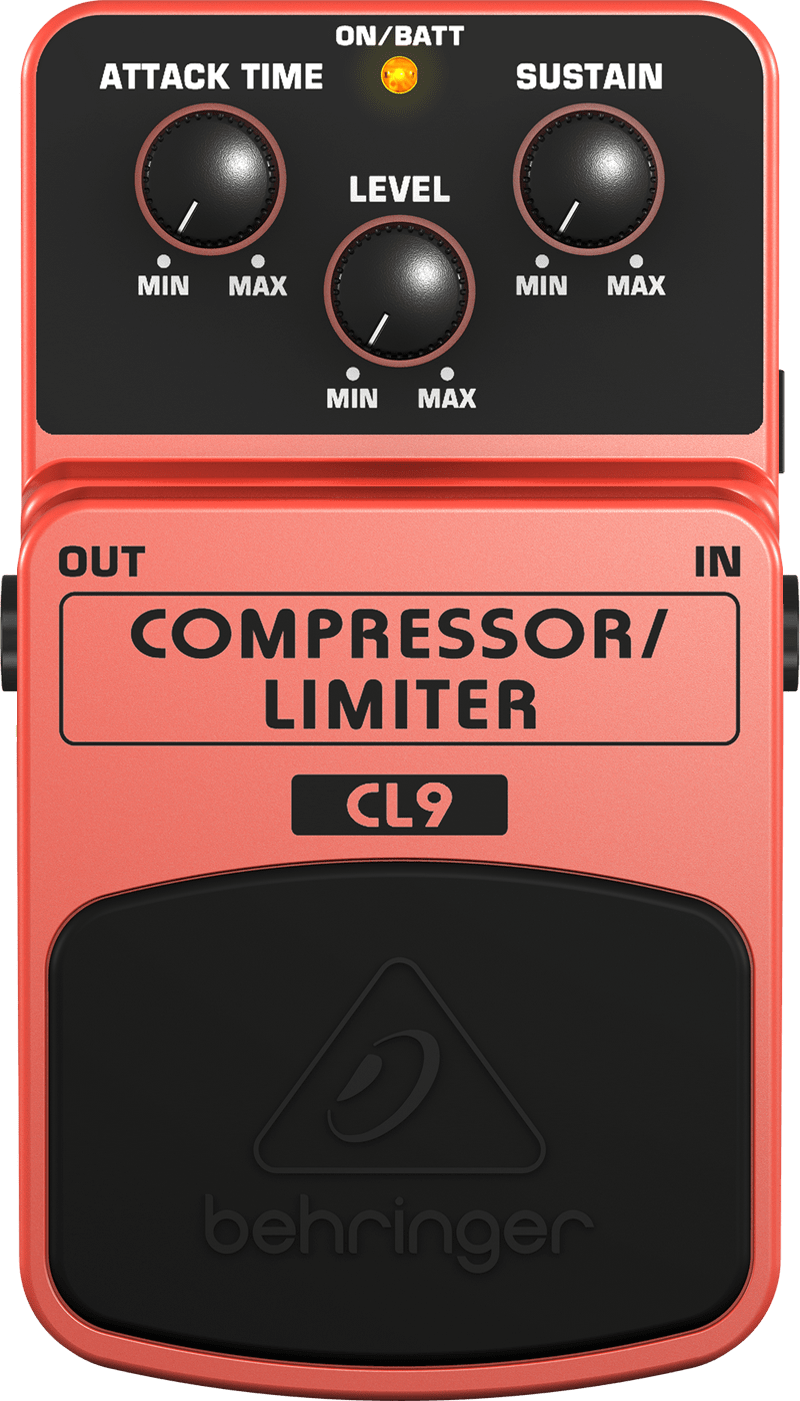 ON/BATT
ATTACK TIME
SUSTAIN
LEVEL
MIN MAX
MIN MAX
MIN MAX
OUT
IN
COMPRESSOR/
LIMITER
CL9
behringer